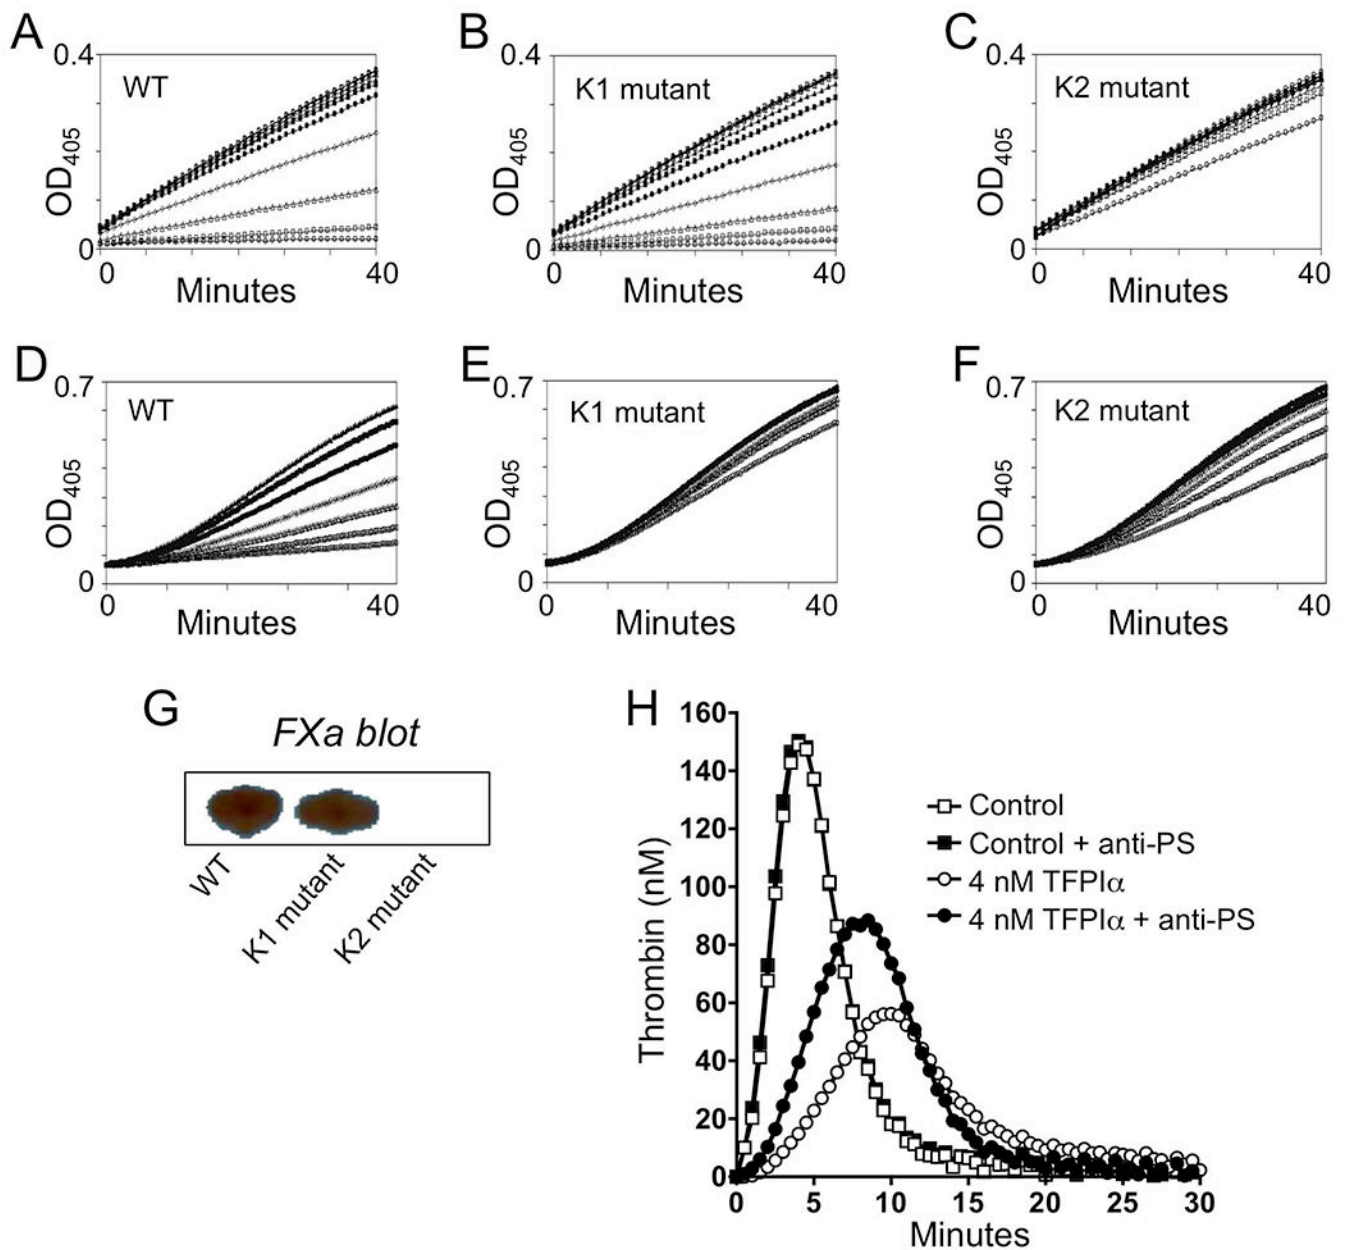 A
0.4
WT
OD405
0
0
40
Minutes
B
0.4
K1 mutant
OD405
0
0
40
Minutes
C
0.4
K2 mutant
OD405
0
0
40
Minutes
D
0.7
WT
OD405
0
0
40
Minutes
E
0.7
K1 mutant
OD405
0
0
40
Minutes
F
0.7
K2 mutant
OD405
0
0
40
Minutes
G
FXa blot
WT
K1 mutant
K2 mutant
H
160
140
120
100
80
60
40
20
0
Thrombin (nM)
Control
Control + anti-PS
4 nM TFPIα
4 nM TFPIα + anti-PS
0 5 10 15 20 25 30
Minutes